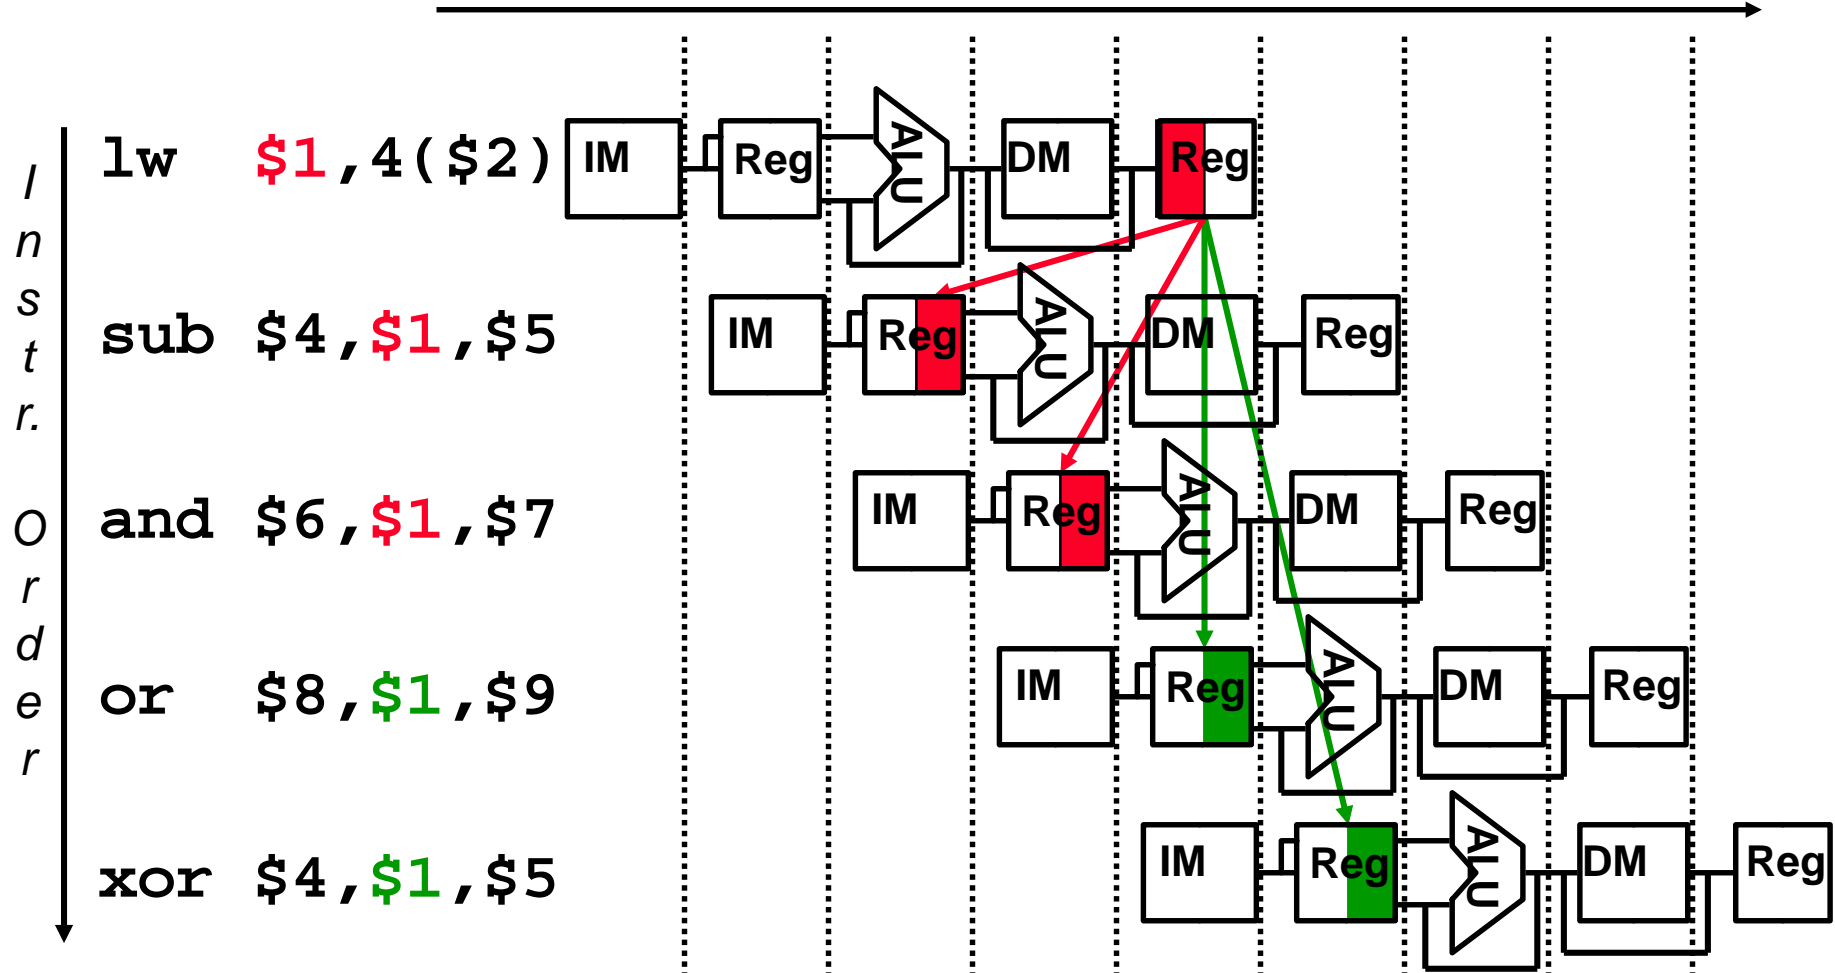 Instr. Order
lw $1,4($2) IM Reg ALU DM Reg
sub $4,$1,$5 IM Reg ALU DM Reg
and $6,$1,$7 IM Reg ALU DM Reg
or $8,$1,$9 IM Reg ALU DM Reg
xor $4,$1,$5 IM Reg ALU DM Reg